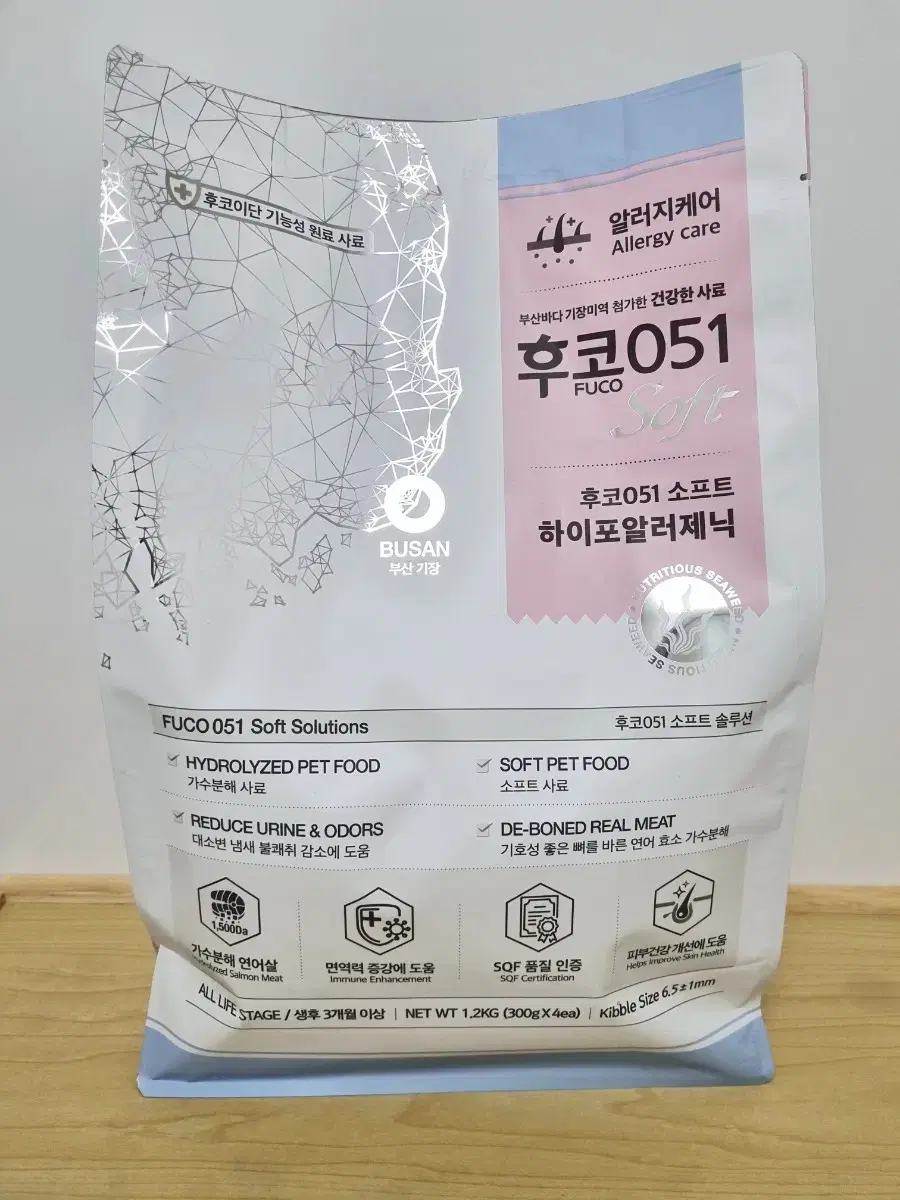 후코이단 기능성 원료 사료
알러지케어
Allergy care
부산바다 기장미역 첨가한 건강한 사료
후코051
FUCO
Soft
후코051 소프트
하이포알러제닉
BUSAN
부산 기장
NUTRITIOUS SEAWEED
SEAWEED
FUCO 051 Soft Solutions
후코051 소프트 솔루션
HYDROLYZED PET FOOD
가수분해 사료
SOFT PET FOOD
소프트 사료
REDUCE URINE & ODORS
대소변 냄새 불쾌취 감소에 도움
DE-BONED REAL MEAT
기호성 좋은 뼈를 바른 연어 효소 가수분해
1,500Da
가수분해 연어살
Salmon Meat
면역력 증강에 도움
Immune Enhancement
SQF 품질 인증
SQF Certification
피부건강 개선에 도움
Helps Improve Skin Health
ALL LIFE STAGE / 생후 3개월 이상 | NET WT 1,2KG (300g X 4ea) | Kibble Size 6.5±1mm